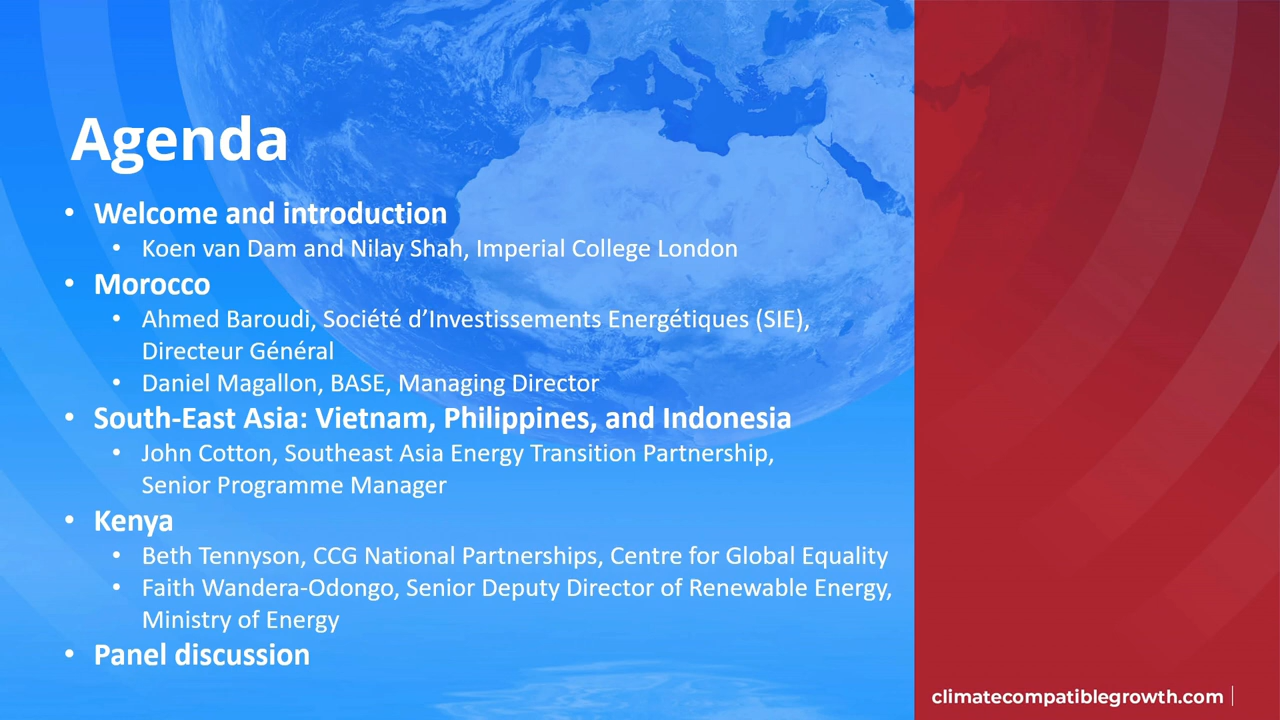 Agenda
• Welcome and introduction
• Koen van Dam and Nilay Shah, Imperial College London
• Morocco
• Ahmed Baroudi, Société d’Investissements Energétiques (SIE),
Directeur Général
• Daniel Magallon, BASE, Managing Director
• South-East Asia: Vietnam, Philippines, and Indonesia
• John Cotton, Southeast Asia Energy Transition Partnership,
Senior Programme Manager
• Kenya
• Beth Tennyson, CCG National Partnerships, Centre for Global Equality
• Faith Wandera-Odongo, Senior Deputy Director of Renewable Energy,
Ministry of Energy
• Panel discussion
climatecompatiblegrowth.com